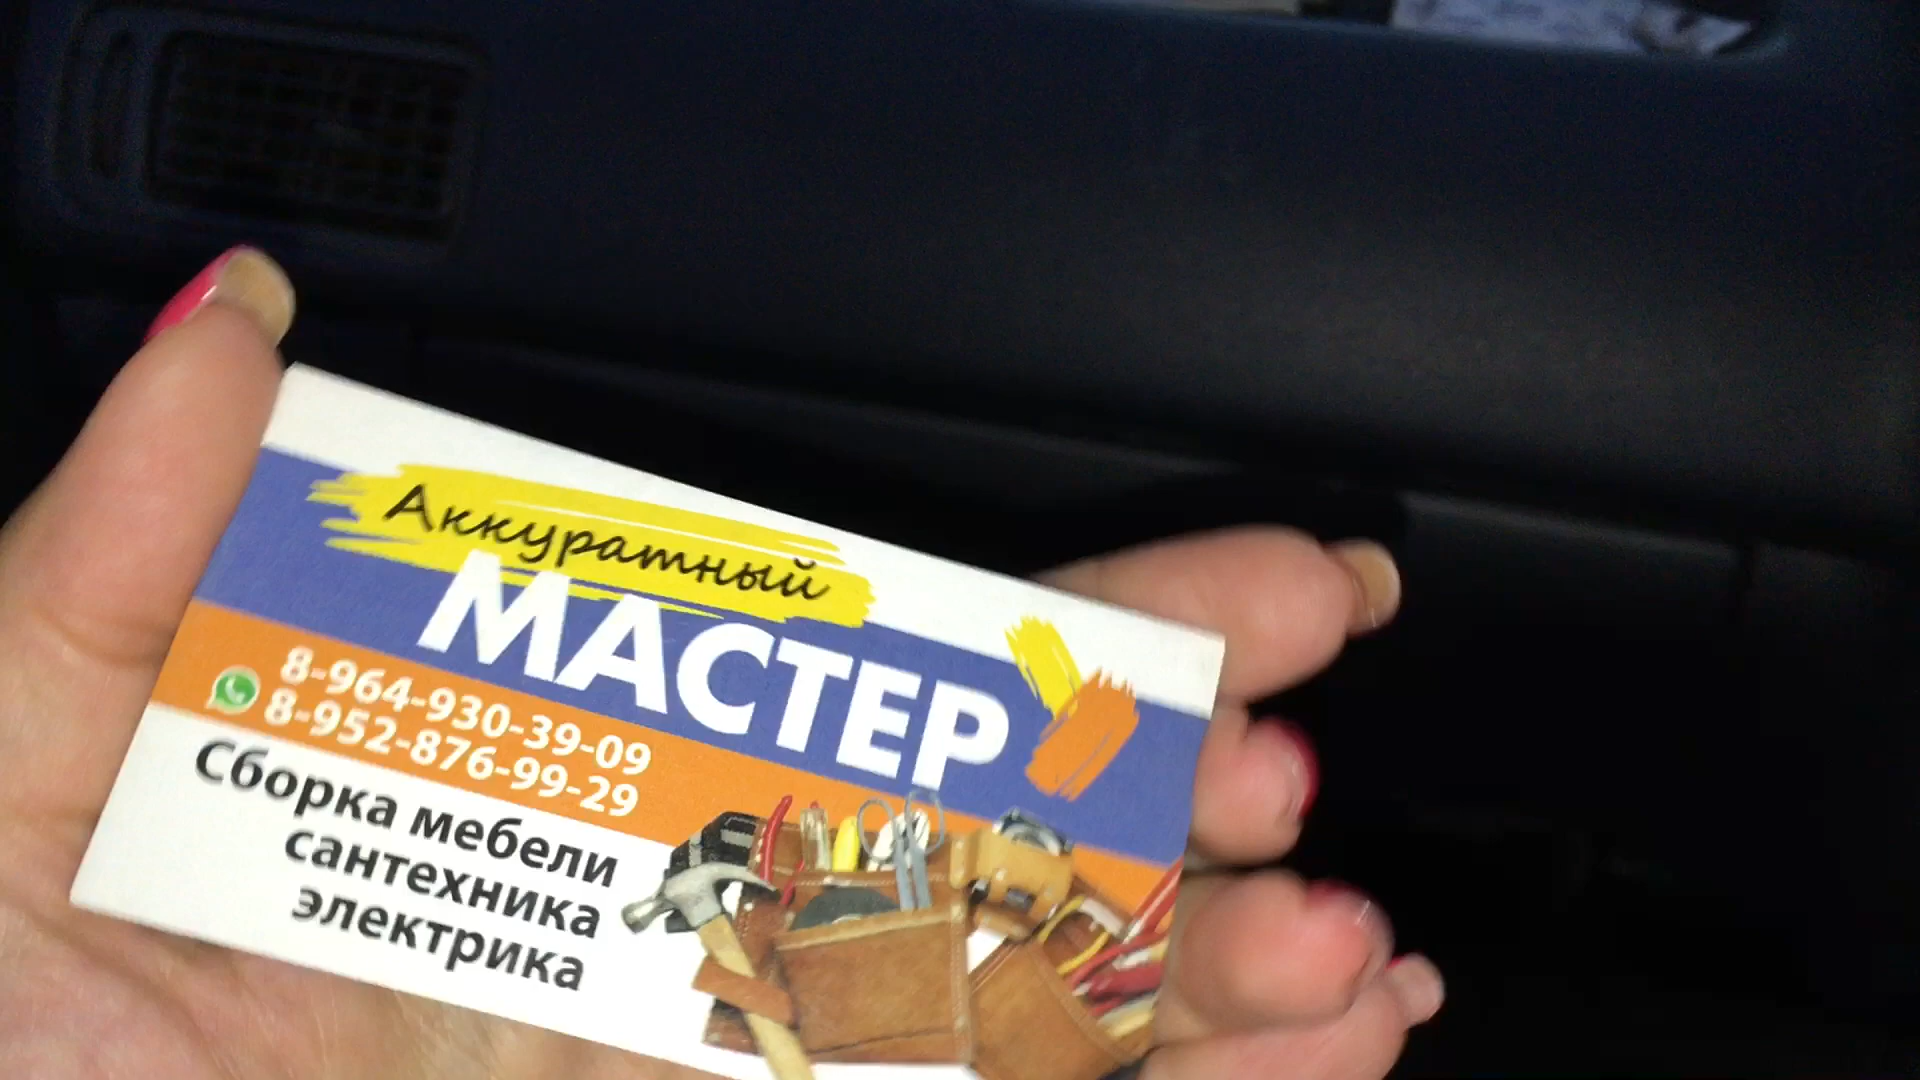 Аккуратный
МАСТЕР
8-964-930-39-09
8-952-876-99-29
Сборка мебели
сантехника
электрика